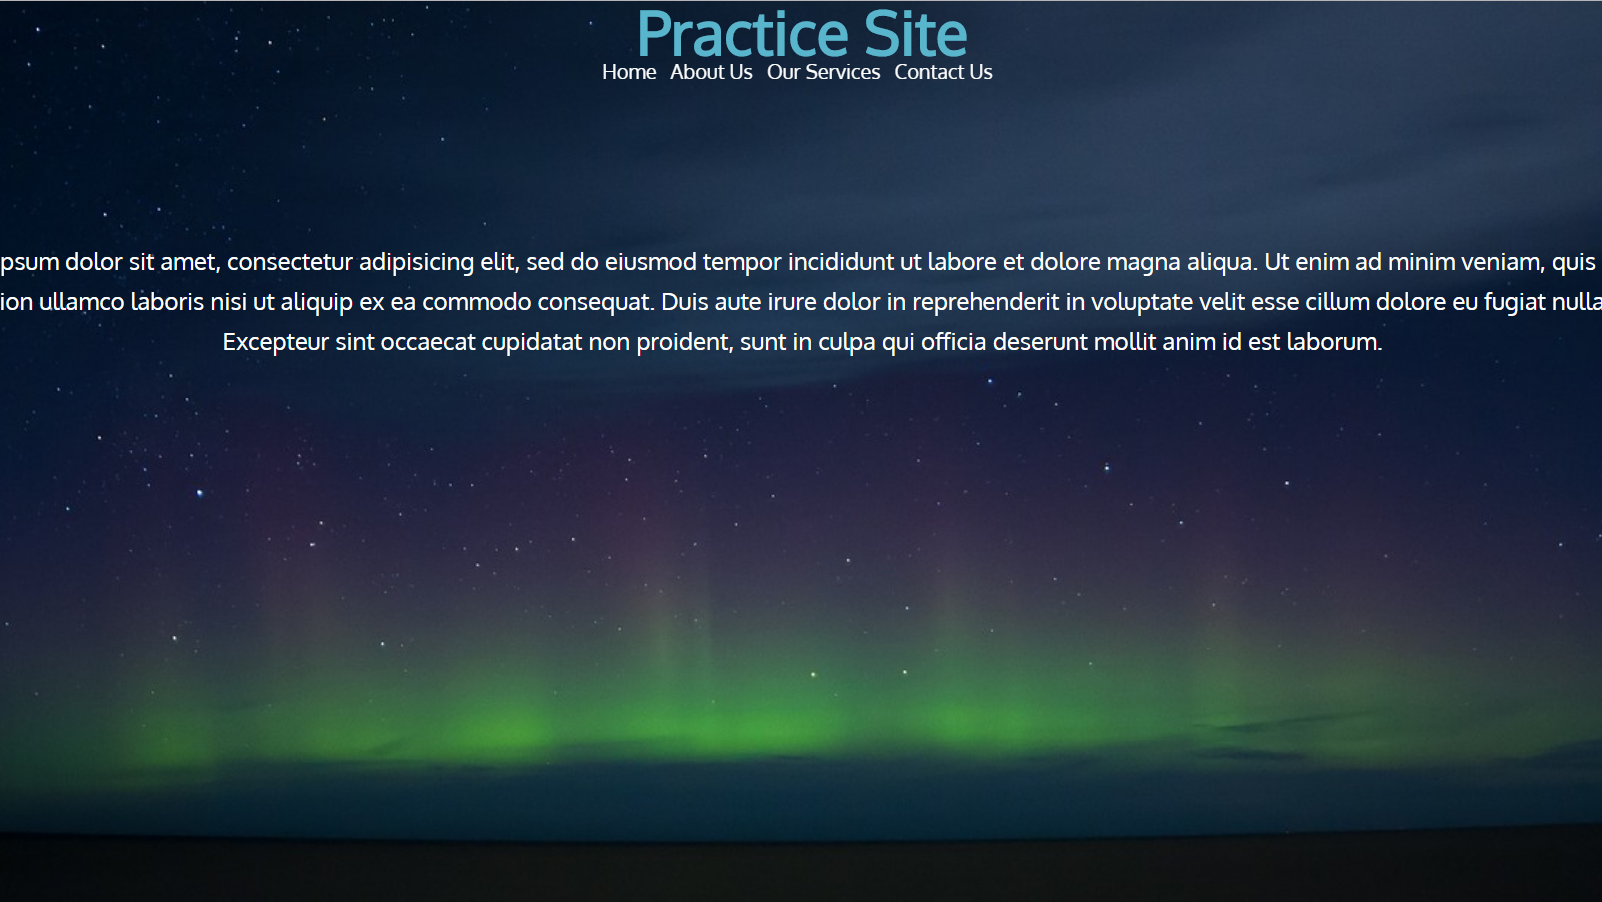 Practice Site
Home About Us Our Services Contact Us
psum dolor sit amet, consectetur adipisicing elit, sed do eiusmod tempor incididunt ut labore et dolore magna aliqua. Ut enim ad minim veniam, quis
ion ullamco laboris nisi ut aliquip ex ea commodo consequat. Duis aute irure dolor in reprehenderit in voluptate velit esse cillum dolore eu fugiat nulla
Excepteur sint occaecat cupidatat non proident, sunt in culpa qui officia deserunt mollit anim id est laborum.